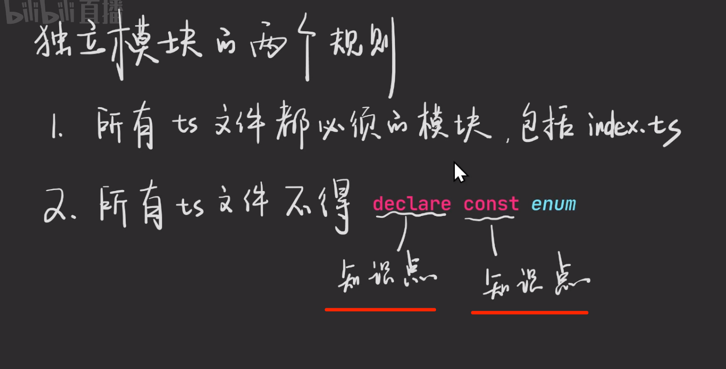 bilibili直播
独立模块的两个规则
1. 所有 ts 文件都必须的模块, 包括 index.ts
2. 所有 ts 文件不得 declare const enum
知识点 知识点